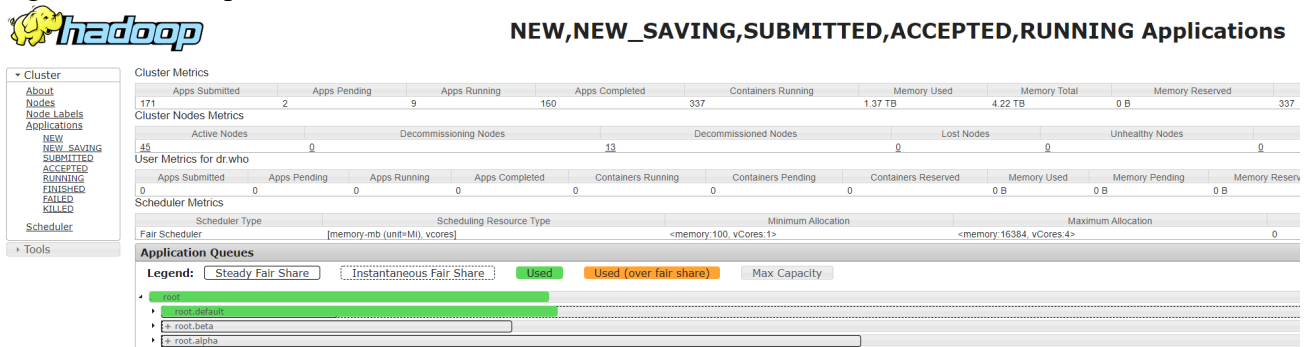 hadoop
NEW,NEW_SAVING,SUBMITTED,ACCEPTED,RUNNING Applications
Cluster
About
Nodes
Node Labels
Applications
NEW
NEW_SAVING
SUBMITTED
ACCEPTED
RUNNING
FINISHED
FAILED
KILLED
Scheduler
Tools
Cluster Metrics
Apps Submitted Apps Pending Apps Running Apps Completed Containers Running Memory Used Memory Total Memory Reserved
171 2 9 160 337 1.37 TB 4.22 TB 0 B 337
Cluster Nodes Metrics
Active Nodes Decommissioning Nodes Decommissioned Nodes Lost Nodes Unhealthy Nodes
45 0 13 0 0 0
User Metrics for dr.who
Apps Submitted Apps Pending Apps Running Apps Completed Containers Running Containers Pending Containers Reserved Memory Used Memory Pending Memory Reserv
0 0 0 0 0 0 0 0 B 0 B 0 B
Scheduler Metrics
Scheduler Type Scheduling Resource Type Minimum Allocation Maximum Allocation
Fair Scheduler [memory-mb (unit=Mi), vcores] <memory:100, vCores:1> <memory:16384, vCores:4> 0
Application Queues
Legend: Steady Fair Share Instantaneous Fair Share Used Used (over fair share) Max Capacity
root
root.default
+ root.beta
+ root.alpha